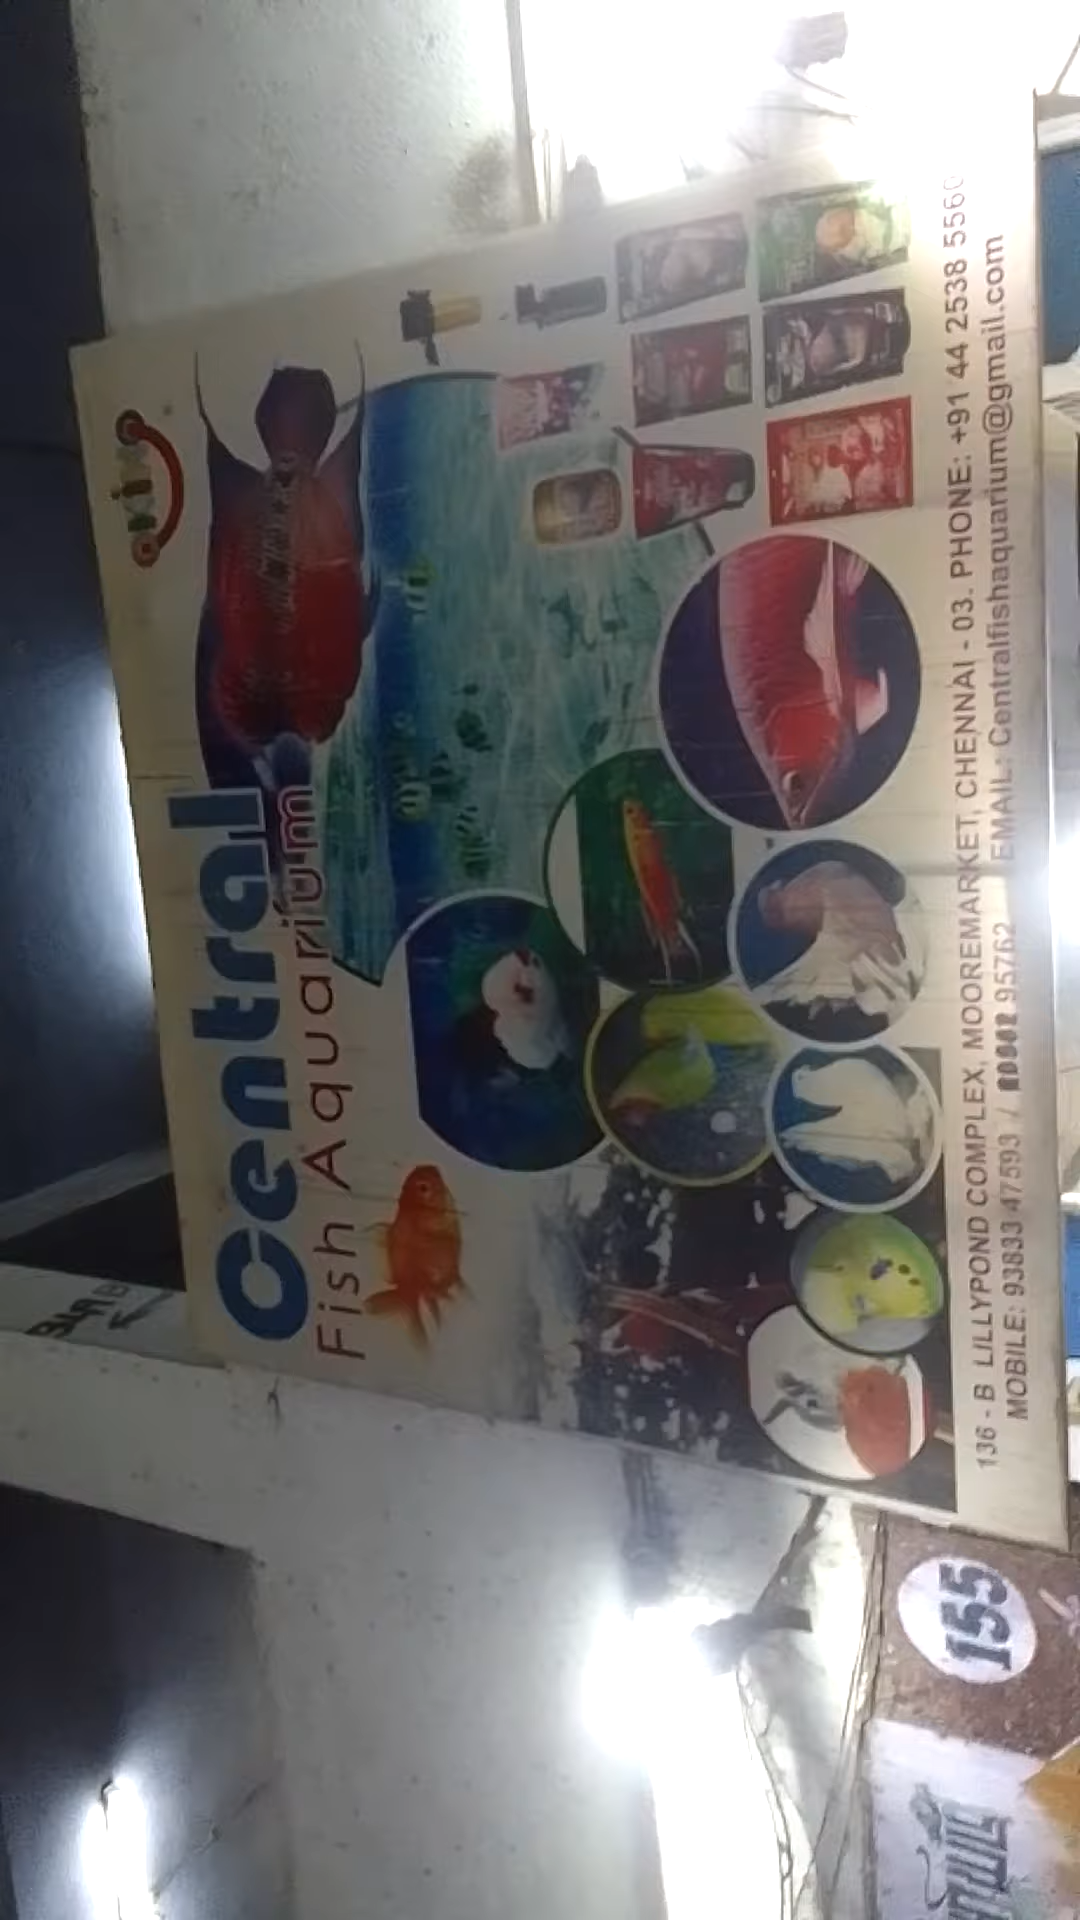 OKiKO
Central
Fish Aquarium
136 - B LILLYPOND COMPLEX, MOOREMARKET, CHENNAI - 03. PHONE: +91 44 2538 5560
MOBILE: 93833 47593 / 95762 EMAIL: Centralfishaquarium@gmail.com
155